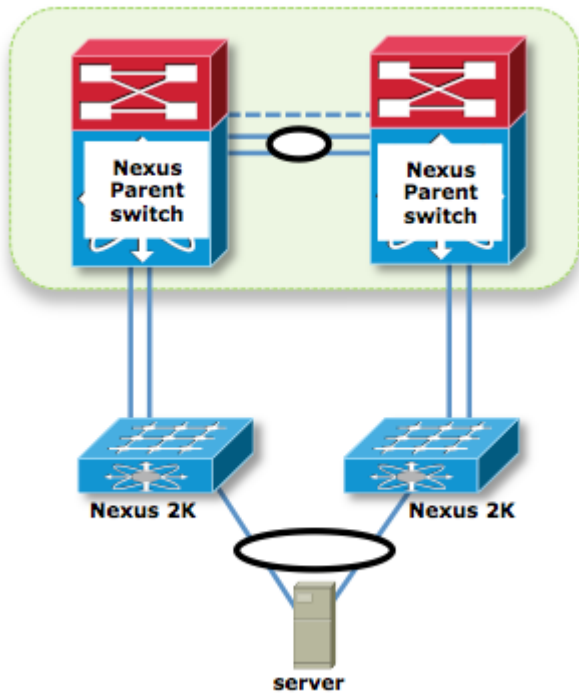 Nexus
Parent
switch
Nexus
Parent
switch
Nexus 2K
Nexus 2K
server